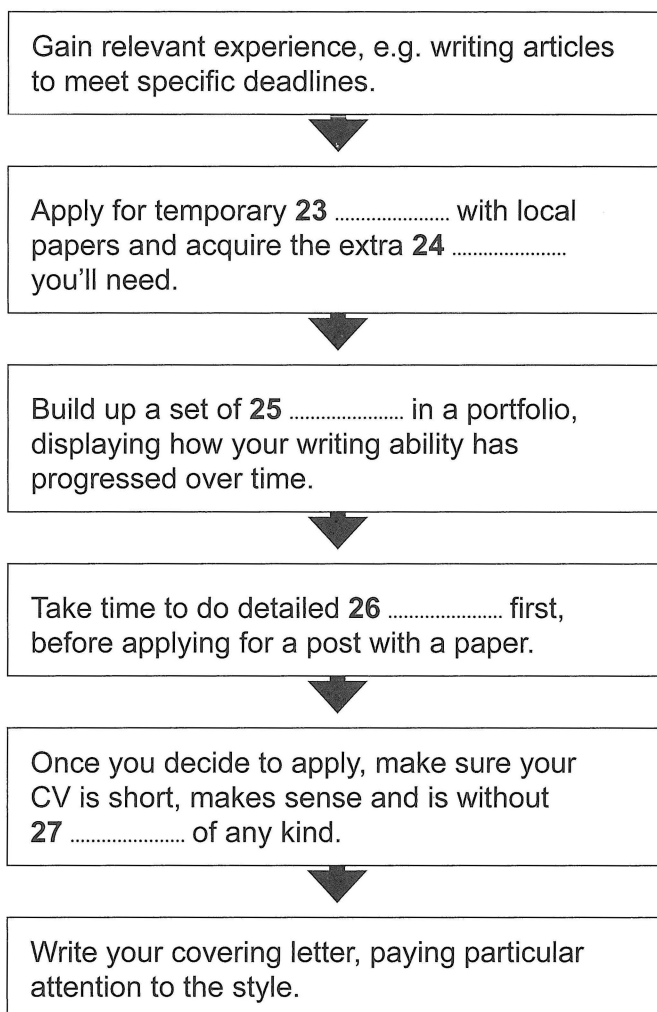 Gain relevant experience, e.g. writing articles
to meet specific deadlines.
Apply for temporary 23 ...................... with local
papers and acquire the extra 24 ......................
you'll need.
Build up a set of 25 ...................... in a portfolio,
displaying how your writing ability has
progressed over time.
Take time to do detailed 26 ...................... first,
before applying for a post with a paper.
Once you decide to apply, make sure your
CV is short, makes sense and is without
27 ...................... of any kind.
Write your covering letter, paying particular
attention to the style.